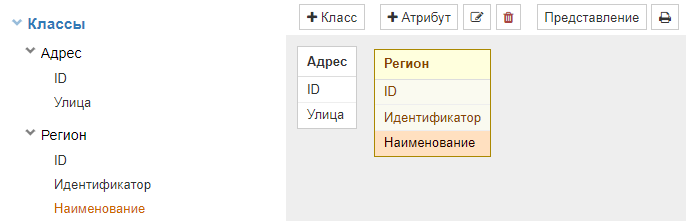 Классы
Адрес
ID
Улица
Регион
ID
Идентификатор
Наименование
+ Класс
+ Атрибут
Представление
Адрес
ID
Улица
Регион
ID
Идентификатор
Наименование